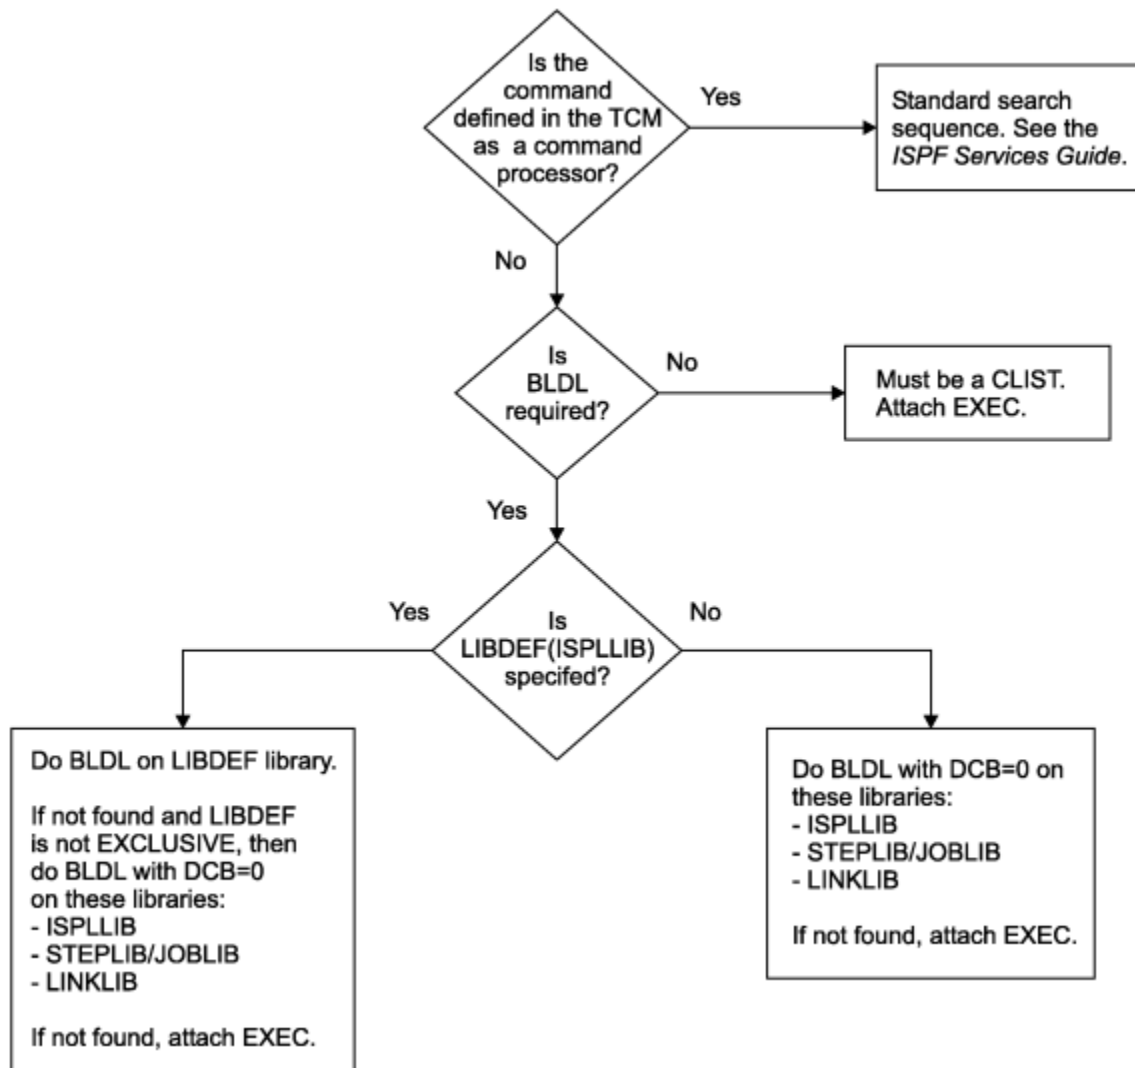 Is the
command
defined in the TCM
as a command
processor?
Yes
Standard search
sequence. See the
ISPF Services Guide.
No
Is
BLDL
required?
No
Must be a CLIST.
Attach EXEC.
Yes
Is
LIBDEF(ISPLLIB)
specifed?
Yes
No
Do BLDL on LIBDEF library.
If not found and LIBDEF
is not EXCLUSIVE, then
do BLDL with DCB=0
on these libraries:
- ISPLLIB
- STEPLIB/JOBLIB
- LINKLIB
If not found, attach EXEC.
Do BLDL with DCB=0 on
these libraries:
- ISPLLIB
- STEPLIB/JOBLIB
- LINKLIB
If not found, attach EXEC.